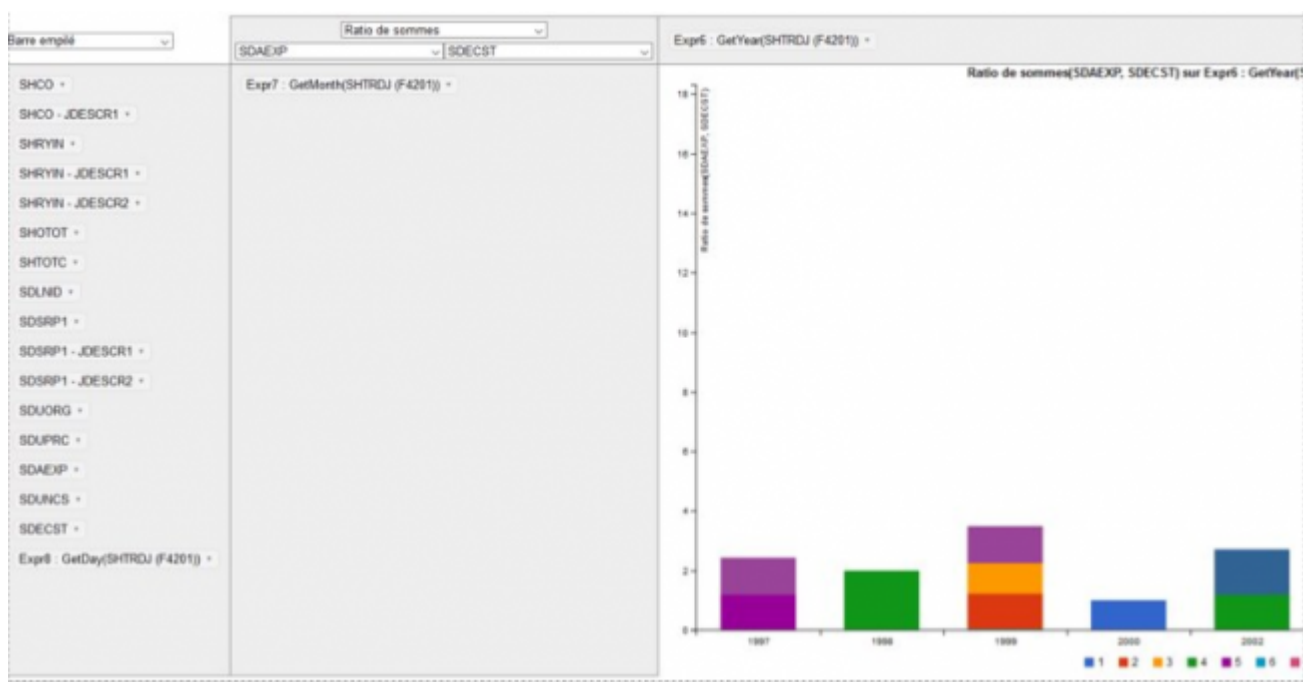 Barre empilé
Ratio de sommes
SDAEXP
SDECST
Expr6 : GetYear(SHTRDJ (F4201))
SHCO
SHCO - JDESCR1
SHRYIN
SHRYIN - JDESCR1
SHRYIN - JDESCR2
SHOTOT
SHTOTC
SDLNID
SDSRP1
SDSRP1 - JDESCR1
SDSRP1 - JDESCR2
SDUORG
SDUPRC
SDAEXP
SDUNCS
SDECST
Expr8 : GetDay(SHTRDJ (F4201))
Expr7 : GetMonth(SHTRDJ (F4201))
Ratio de sommes(SDAEXP, SDECST) sur Expr6 : GetYear(S
Ratio de sommes(SDAEXP, SDECST)
18
16
14
12
10
8
6
4
2
0
1997 1998 1999 2000 2002
1 2 3 4 5 6